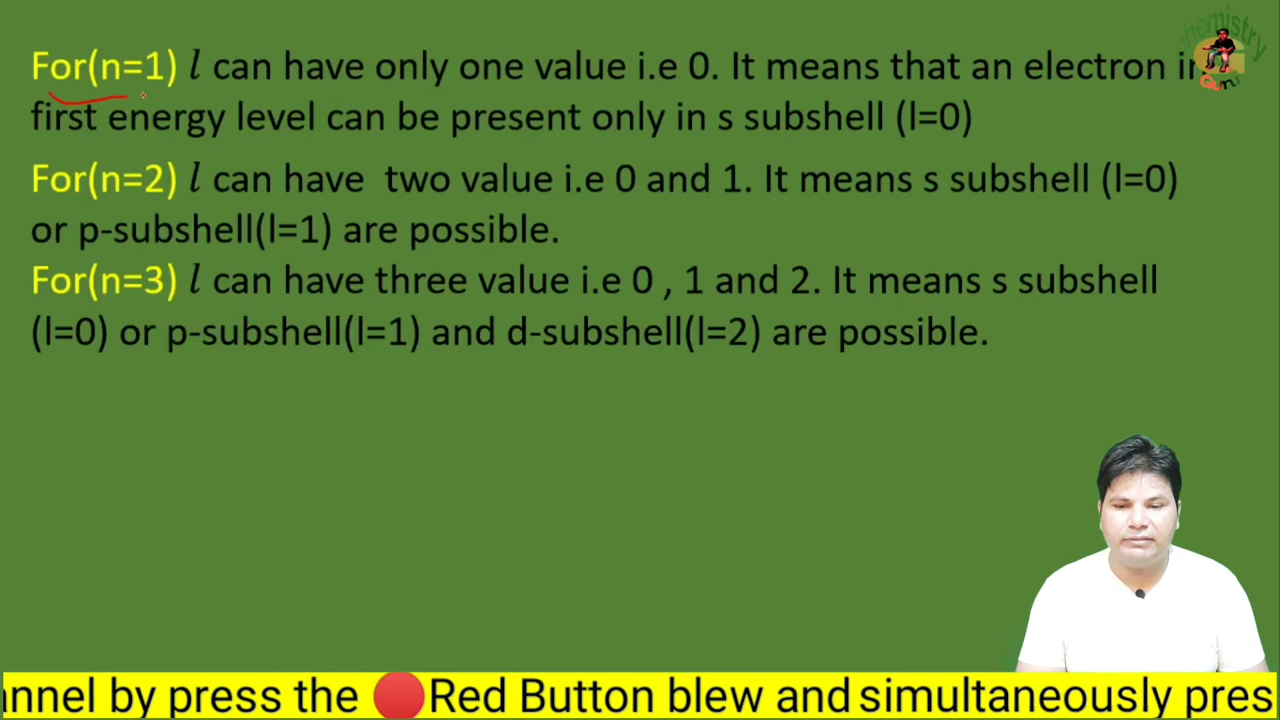 For(n=1) l can have only one value i.e 0. It means that an electron in
first energy level can be present only in s subshell (l=0)
For(n=2) l can have two value i.e 0 and 1. It means s subshell (l=0)
or p-subshell(l=1) are possible.
For(n=3) l can have three value i.e 0 , 1 and 2. It means s subshell
(l=0) or p-subshell(l=1) and d-subshell(l=2) are possible.
chemistry
Guru
annel by press the 🔴Red Button blew and simultaneously pres